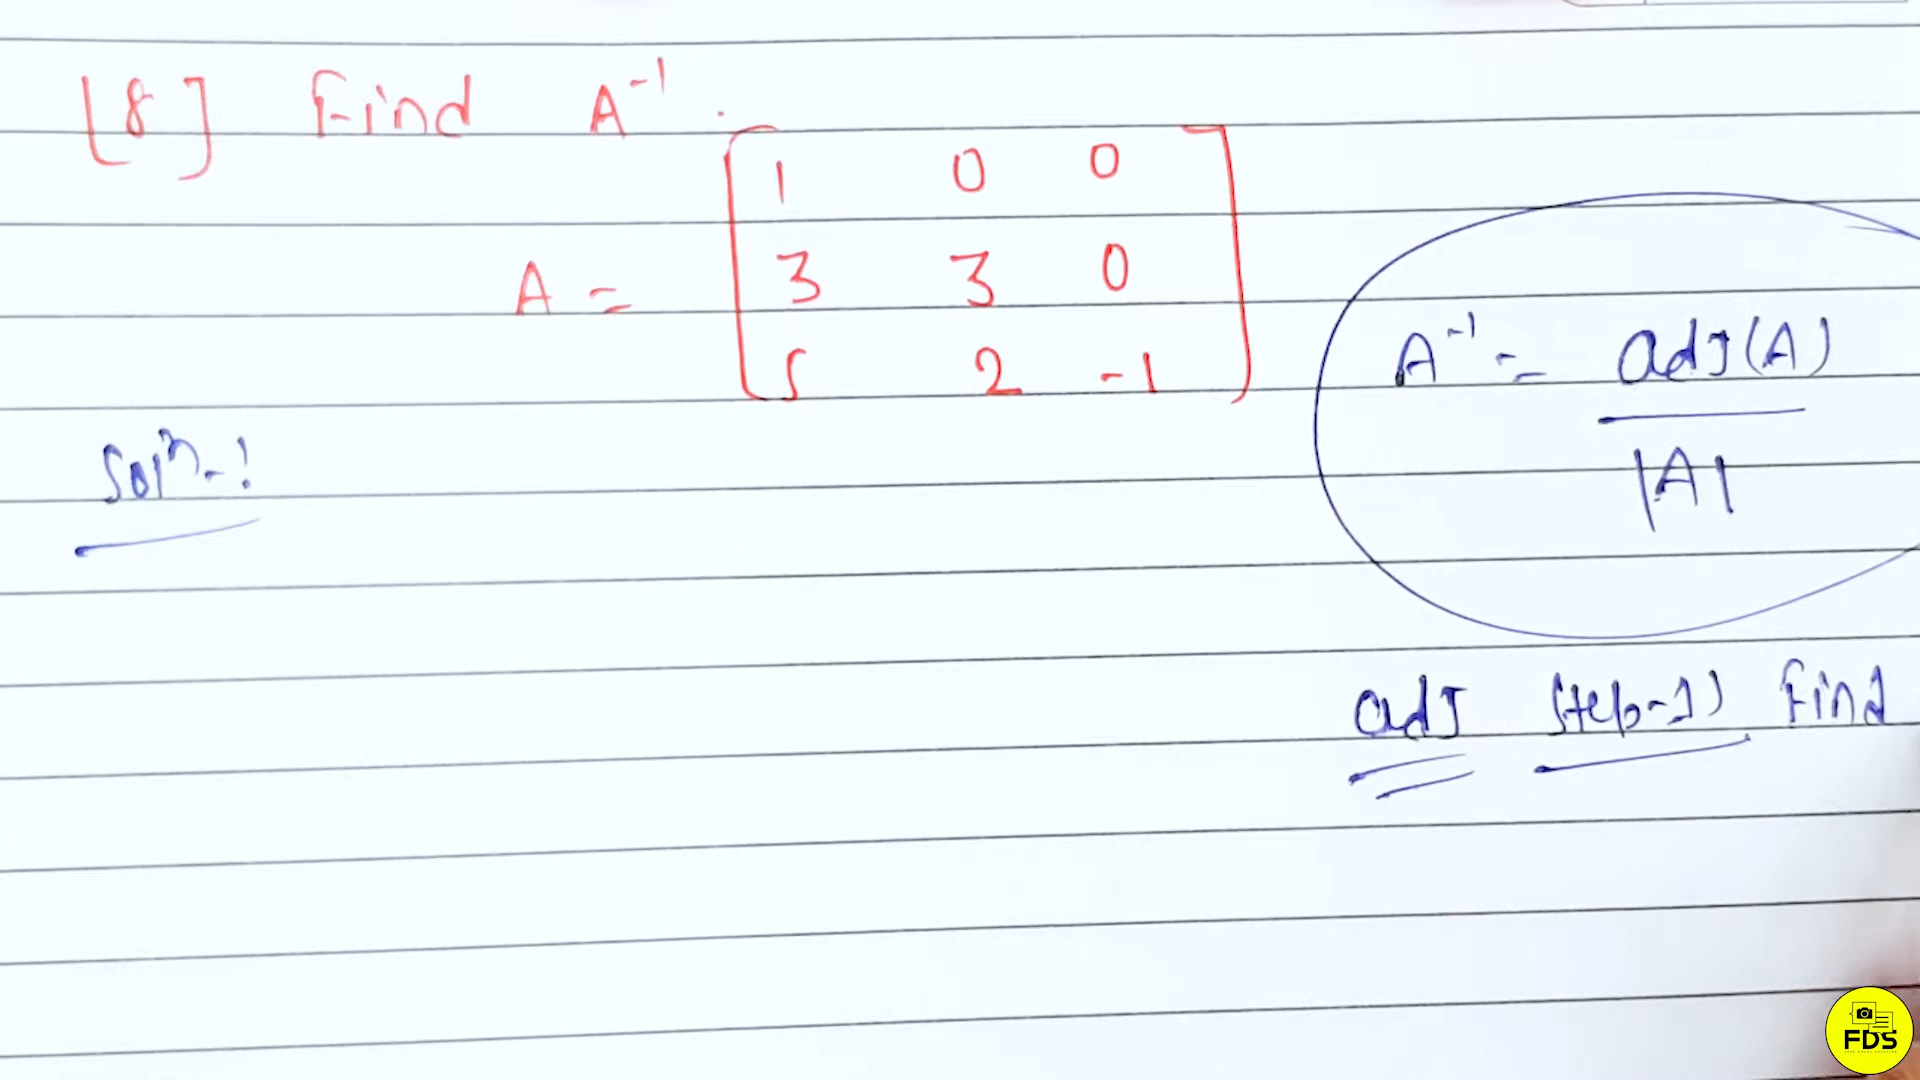 [8] Find A⁻¹.
A = [ 1 0 0
3 3 0
5 2 -1 ]
A⁻¹ = adj(A)
|A|
Solⁿ-:
adj step-1) Find
FDS